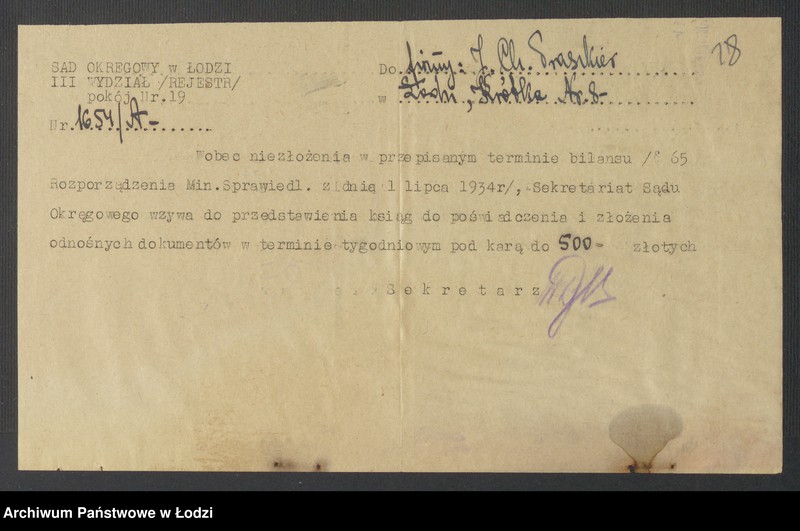 28
SAD OKREGOWY w ŁODZI
III WYDZIAŁ /REJESTR/
pokój Nr.19
Nr. 1654/A-
Do firmy: J. Ch. Praszkier
w Łodzi, Krótka Nr. 8-
Wobec niezłożenia w przepisanym terminie bilansu /§ 65
Rozporządzenia Min.Sprawiedl. z dnia 1 lipca 1934r/, Sekretariat Sądu
Okręgowego wzywa do przedstawienia ksiąg do poświadczenia i złożenia
odnośnych dokumentów w terminie tygodniowym pod karą do 500- złotych
Sekretarz
Archiwum Państwowe w Łodzi